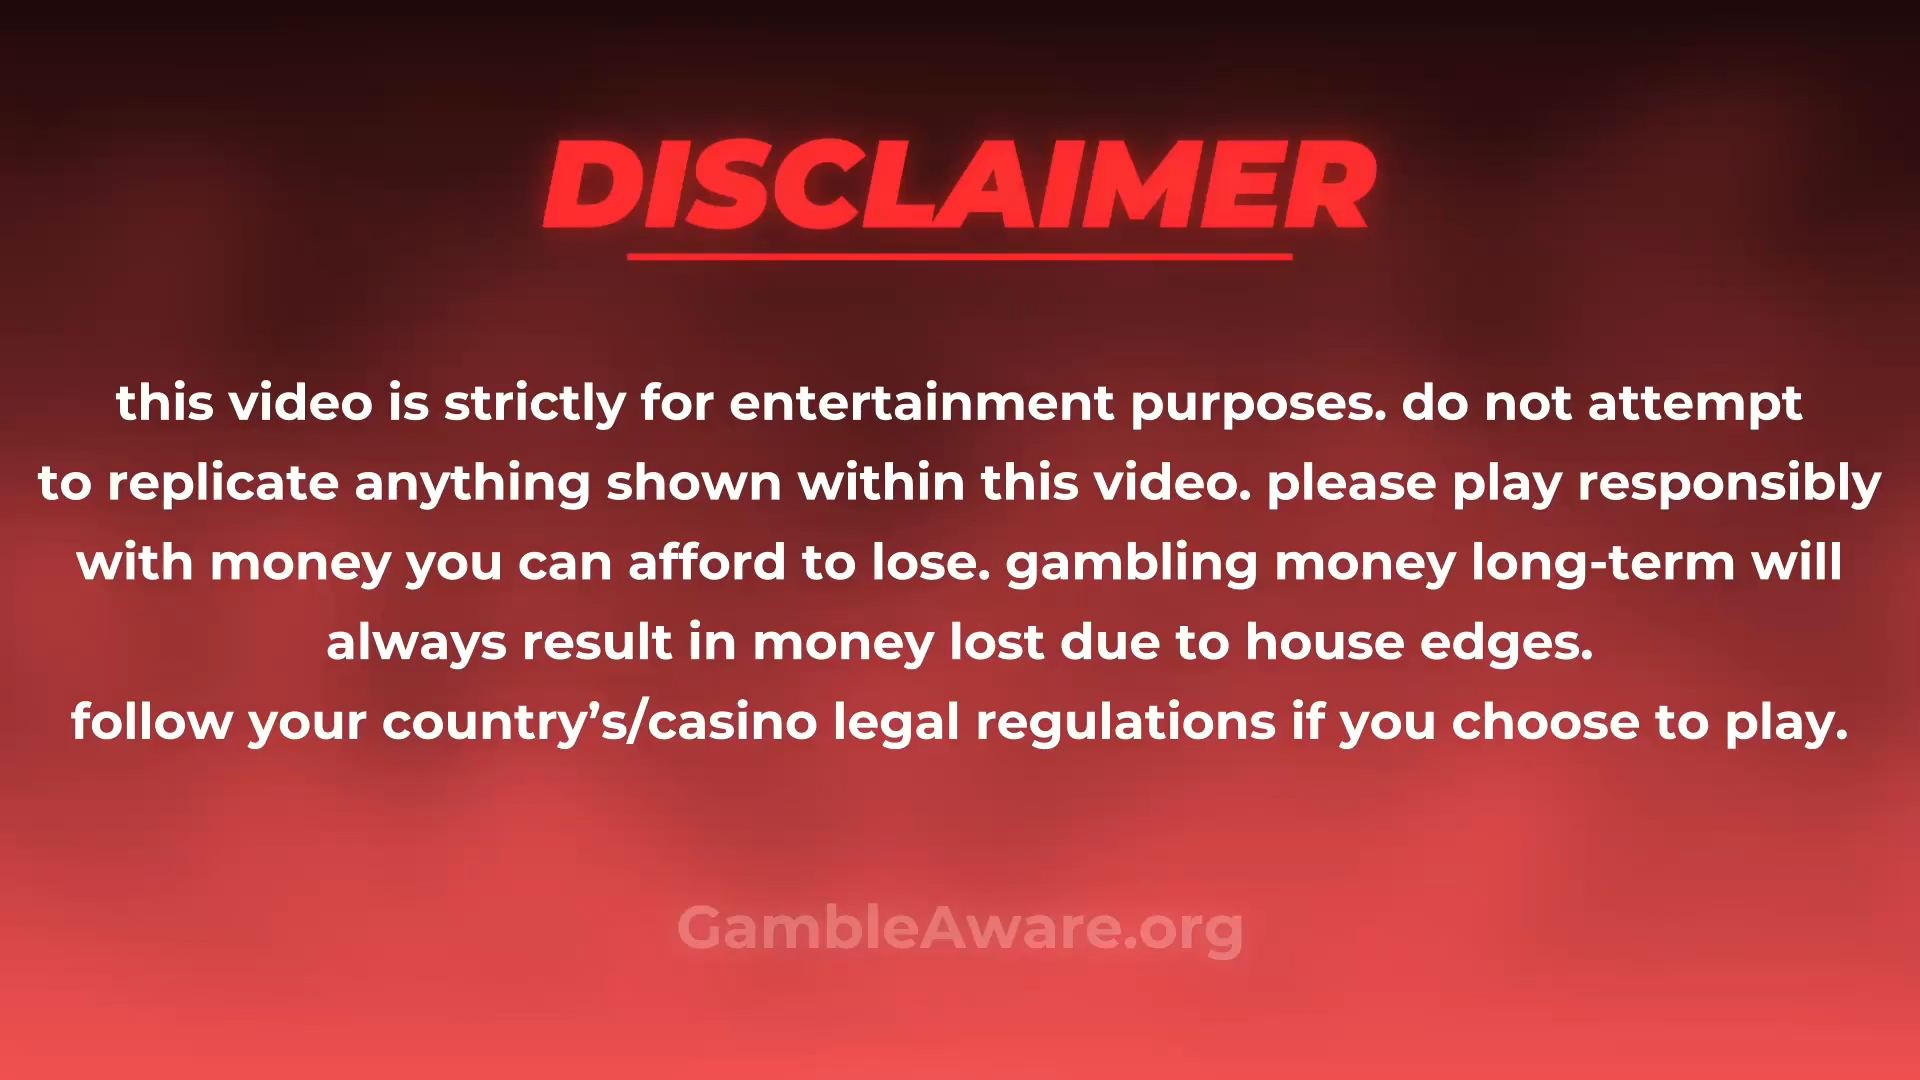 DISCLAIMER
this video is strictly for entertainment purposes. do not attempt
to replicate anything shown within this video. please play responsibly
with money you can afford to lose. gambling money long-term will
always result in money lost due to house edges.
follow your country’s/casino legal regulations if you choose to play.
GambleAware.org